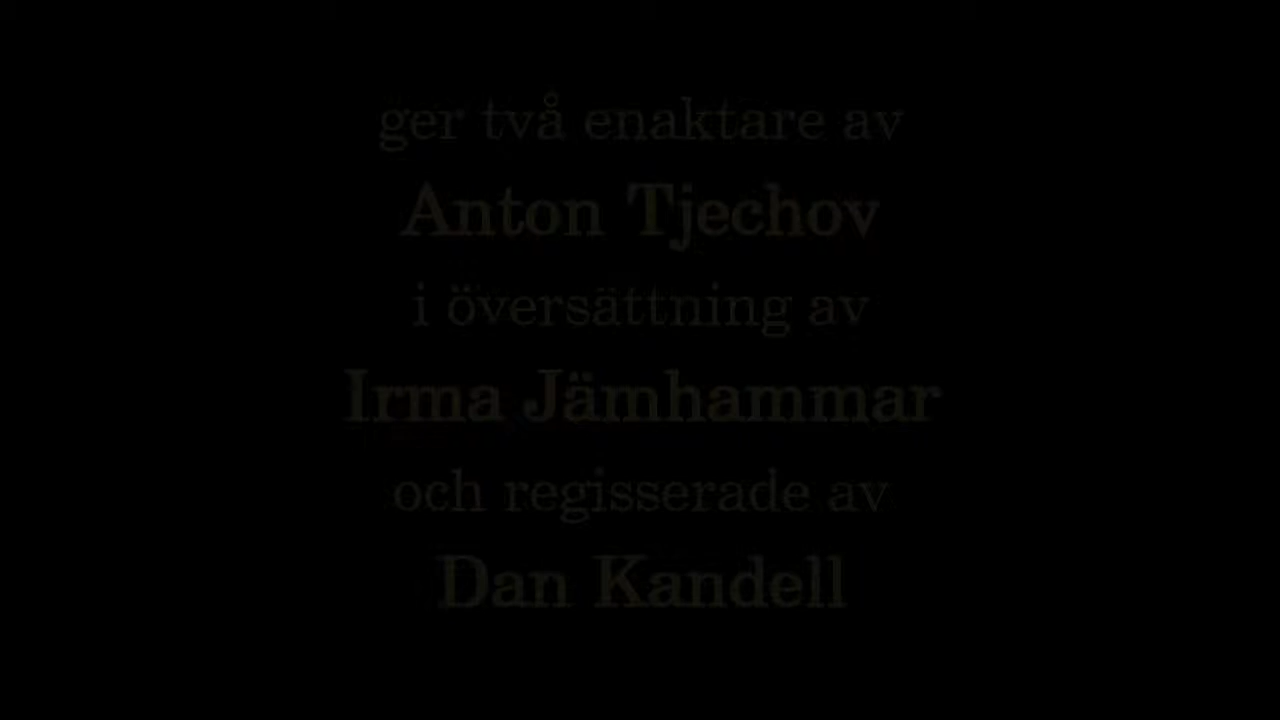 ger två enaktare av
Anton Tjechov
i översättning av
Irma Jämhammar
och regisserade av
Dan Kandell